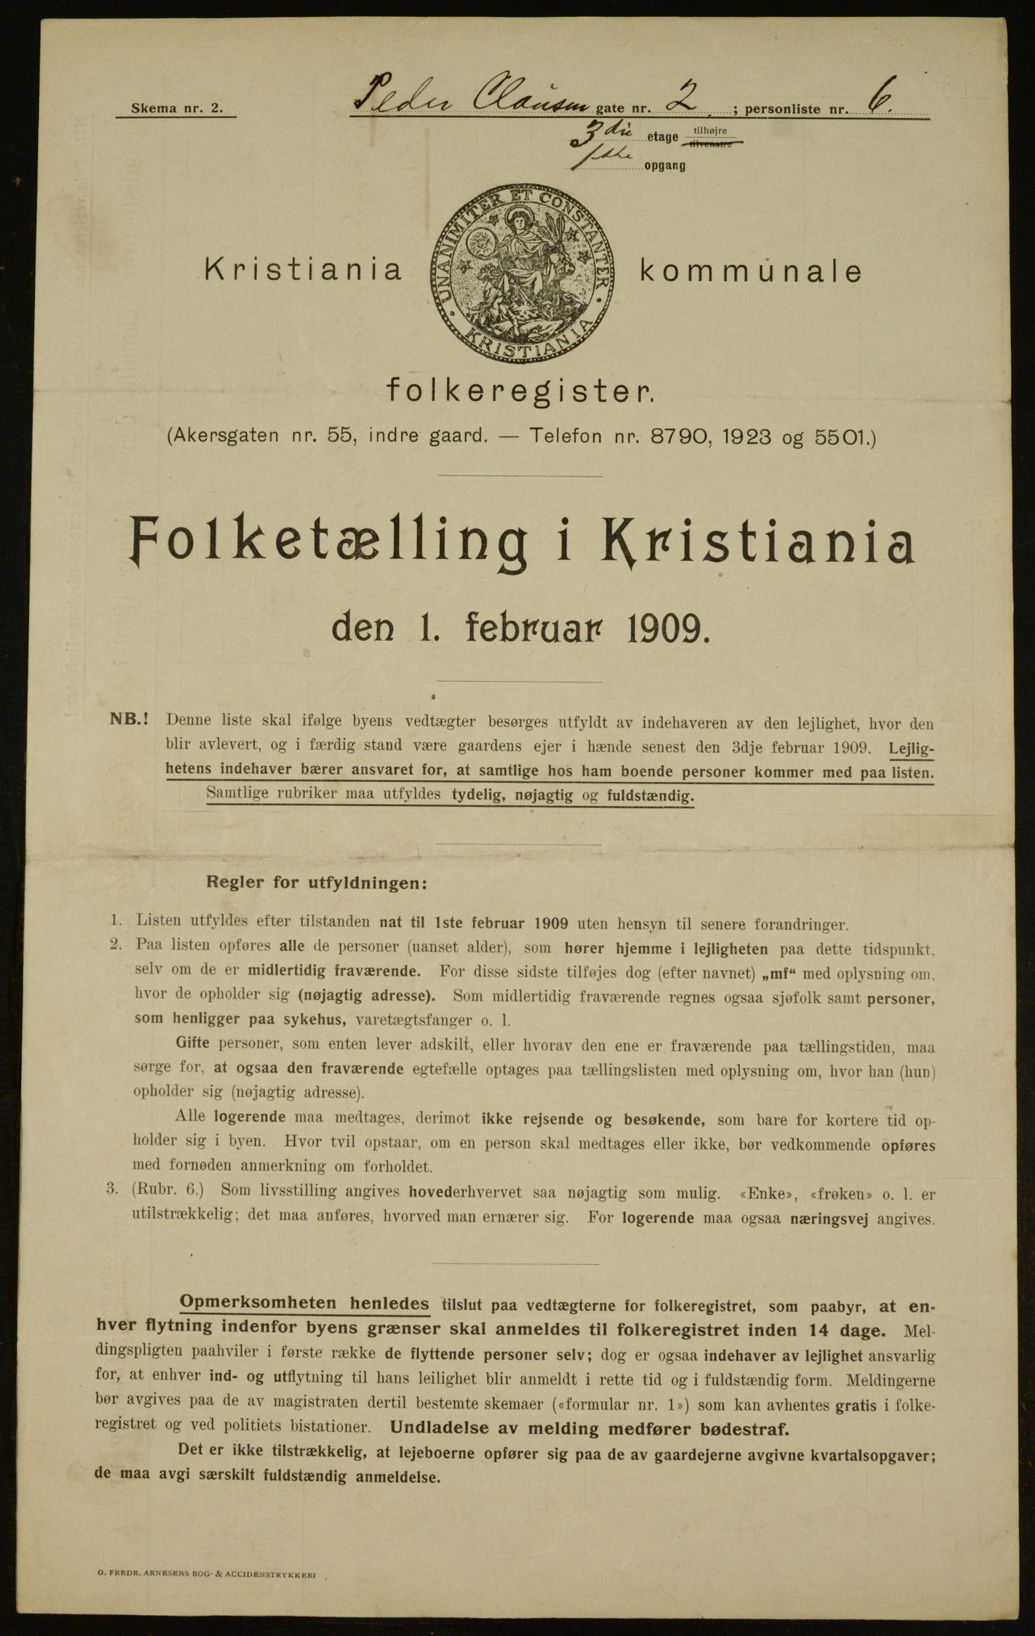 Skema nr. 2.
Peder Clausen gate nr. 2 ; personliste nr. 6.
3die etage tilhøjre tilvenstre
1ste opgang
UNANIMITER ET CONSTANTER · KRISTIANIA ·
Kristiania kommunale
folkeregister.
(Akersgaten nr. 55, indre gaard. — Telefon nr. 8790, 1923 og 5501.)
Folketælling i Kristiania
den 1. februar 1909.
NB.! Denne liste skal ifølge byens vedtægter besørges utfyldt av indehaveren av den lejlighet, hvor den
blir avlevert, og i færdig stand være gaardens ejer i hænde senest den 3dje februar 1909. Lejlig-
hetens indehaver bærer ansvaret for, at samtlige hos ham boende personer kommer med paa listen.
Samtlige rubriker maa utfyldes tydelig, nøjagtig og fuldstændig.
Regler for utfyldningen:
1. Listen utfyldes efter tilstanden nat til 1ste februar 1909 uten hensyn til senere forandringer.
2. Paa listen opføres alle de personer (uanset alder), som hører hjemme i lejligheten paa dette tidspunkt,
selv om de er midlertidig fraværende. For disse sidste tilføjes dog (efter navnet) „mf“ med oplysning om,
hvor de opholder sig (nøjagtig adresse). Som midlertidig fraværende regnes ogsaa sjøfolk samt personer,
som henligger paa sykehus, varetægtsfanger o. l.
Gifte personer, som enten lever adskilt, eller hvorav den ene er fraværende paa tællingstiden, maa
sørge for, at ogsaa den fraværende egtefælle optages paa tællingslisten med oplysning om, hvor han (hun)
opholder sig (nøjagtig adresse).
Alle logerende maa medtages, derimot ikke rejsende og besøkende, som bare for kortere tid op-
holder sig i byen. Hvor tvil opstaar, om en person skal medtages eller ikke, bør vedkommende opføres
med fornøden anmerkning om forholdet.
3. (Rubr. 6.) Som livsstilling angives hovederhvervet saa nøjagtig som mulig. «Enke», «frøken» o. l. er
utilstrækkelig; det maa anføres, hvorved man ernærer sig. For logerende maa ogsaa næringsvej angives.
Opmerksomheten henledes tilslut paa vedtægterne for folkeregistret, som paabyr, at en-
hver flytning indenfor byens grænser skal anmeldes til folkeregistret inden 14 dage. Mel-
dingspligten paahviler i første række de flyttende personer selv; dog er ogsaa indehaver av lejlighet ansvarlig
for, at enhver ind- og utflytning til hans leilighet blir anmeldt i rette tid og i fuldstændig form. Meldingerne
bør avgives paa de av magistraten dertil bestemte skemaer («formular nr. 1») som kan avhentes gratis i folke-
registret og ved politiets bistationer. Undladelse av melding medfører bødestraf.
Det er ikke tilstrækkelig, at lejeboerne opfører sig paa de av gaardejerne avgivne kvartalsopgaver;
de maa avgi særskilt fuldstændig anmeldelse.
O. FREDR. ARNESENS BOG- & ACCIDENSTRYKKERI